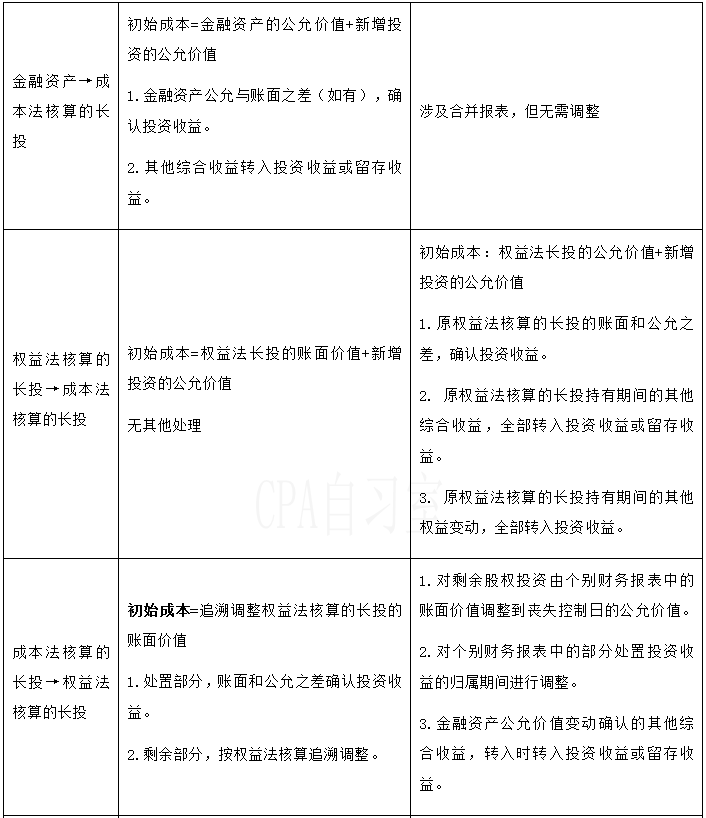 金融资产→成
本法核算的长
投
初始成本=金融资产的公允价值+新增投
资的公允价值
1.金融资产公允与账面之差(如有),确
认投资收益。
2.其他综合收益转入投资收益或留存收
益。
涉及合并报表,但无需调整
权益法核算的
长投→成本法
核算的长投
初始成本=权益法长投的账面价值+新增
投资的公允价值
无其他处理
初始成本:权益法长投的公允价值+新增
投资的公允价值
1.原权益法核算的长投的账面和公允之
差,确认投资收益。
2. 原权益法核算的长投持有期间的其他
综合收益,全部转入投资收益或留存收
益。
3. 原权益法核算的长投持有期间的其他
权益变动,全部转入投资收益。
CPA自习室
成本法核算的
长投→权益法
核算的长投
初始成本=追溯调整权益法核算的长投的
账面价值
1.处置部分,账面和公允之差确认投资收
益。
2.剩余部分,按权益法核算追溯调整。
1.对剩余股权投资由个别财务报表中的
账面价值调整到丧失控制日的公允价值。
2.对个别财务报表中的部分处置投资收
益的归属期间进行调整。
3.金融资产公允价值变动确认的其他综
合收益,转入时转入投资收益或留存收
益。